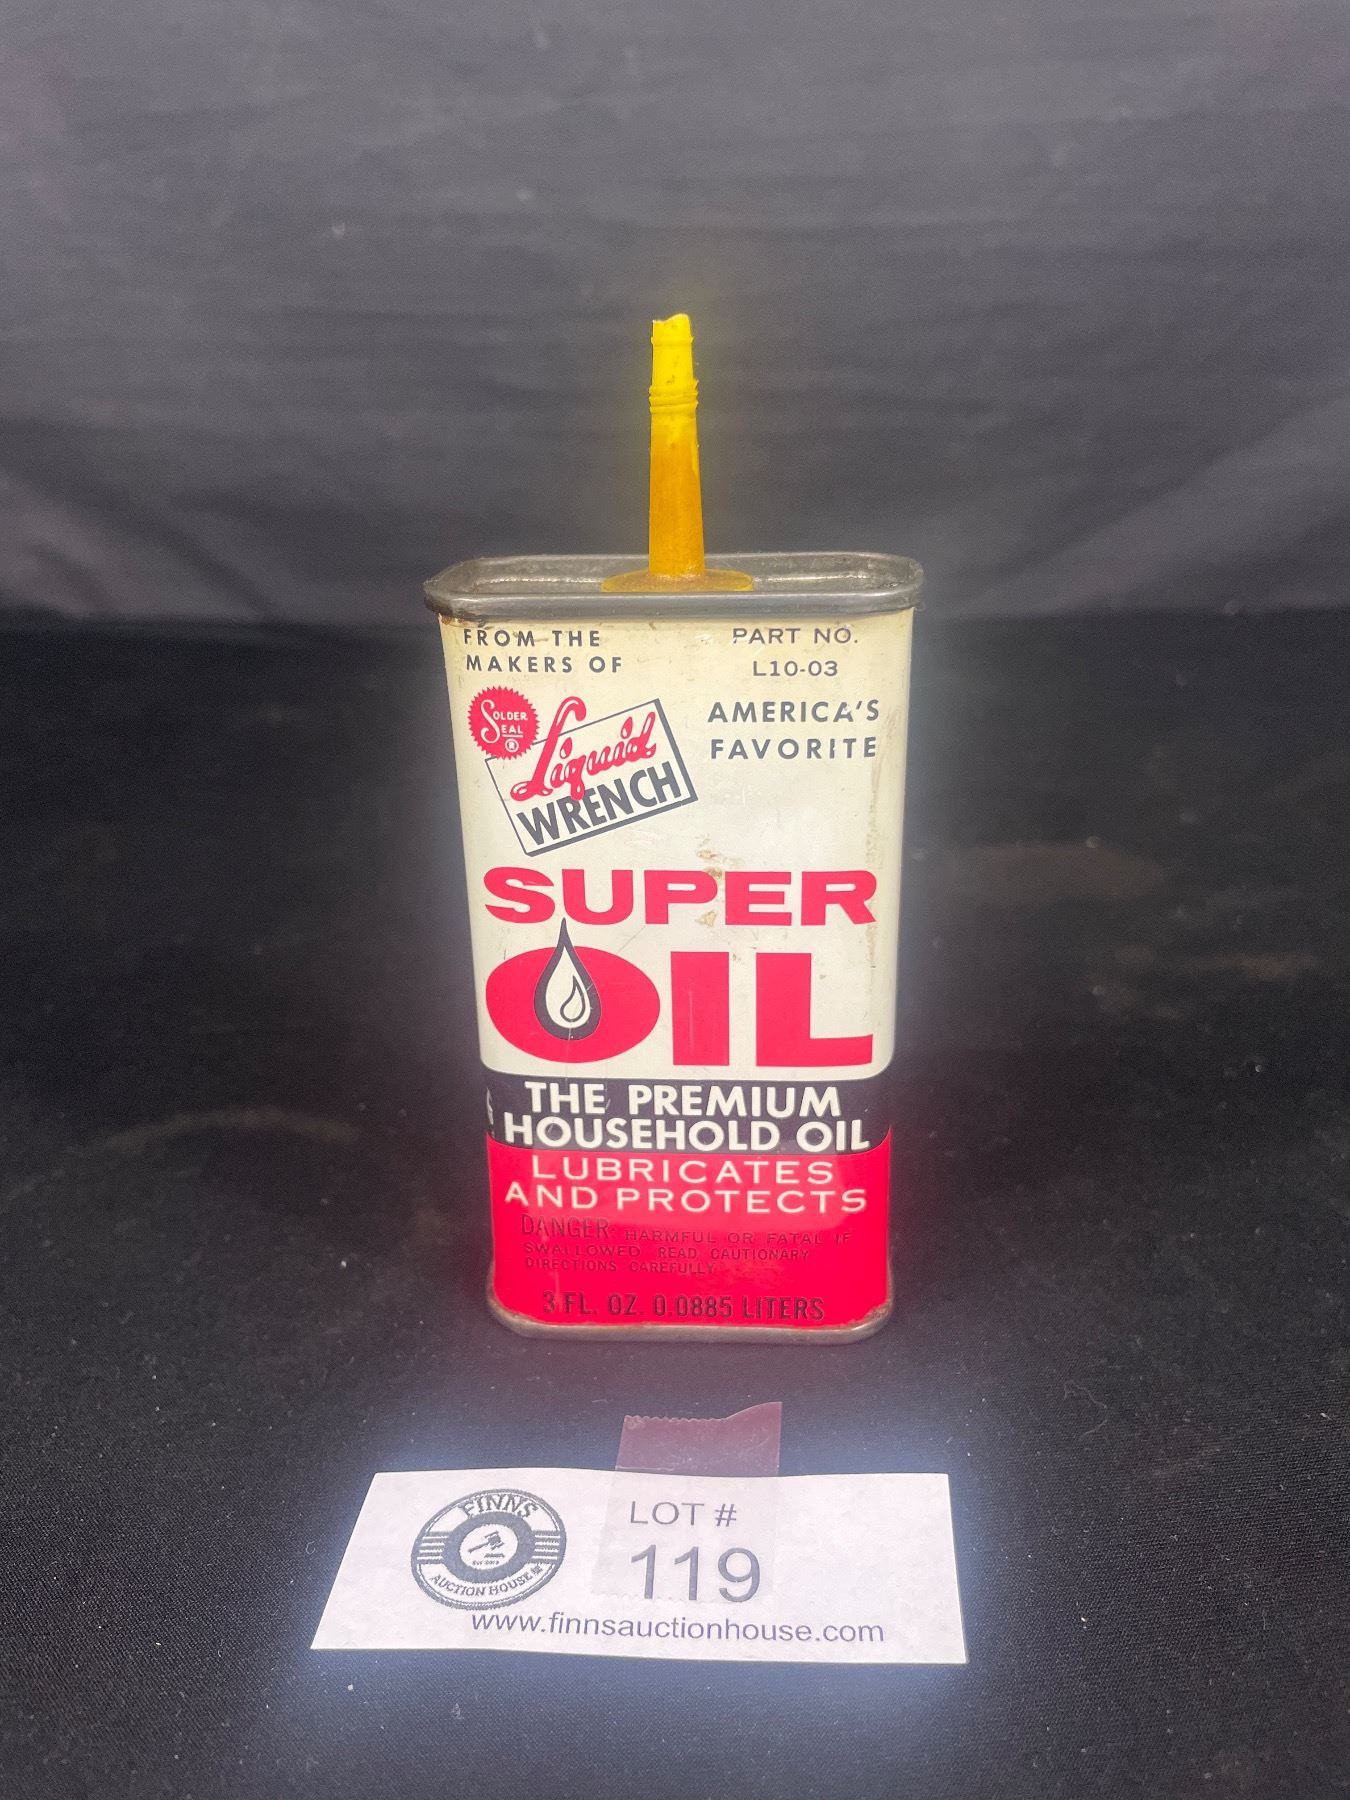 FROM THE
MAKERS OF
PART NO.
L10-03
SOLDER
SEAL
®
Liquid
WRENCH
AMERICA'S
FAVORITE
SUPER
OIL
THE PREMIUM
HOUSEHOLD OIL
LUBRICATES
AND PROTECTS
DANGER: HARMFUL OR FATAL IF
SWALLOWED READ CAUTIONARY
DIRECTIONS CAREFULLY
3 FL. OZ. 0.0885 LITERS
FINNS
AUCTION HOUSE
LOT #
119
www.finnsauctionhouse.com